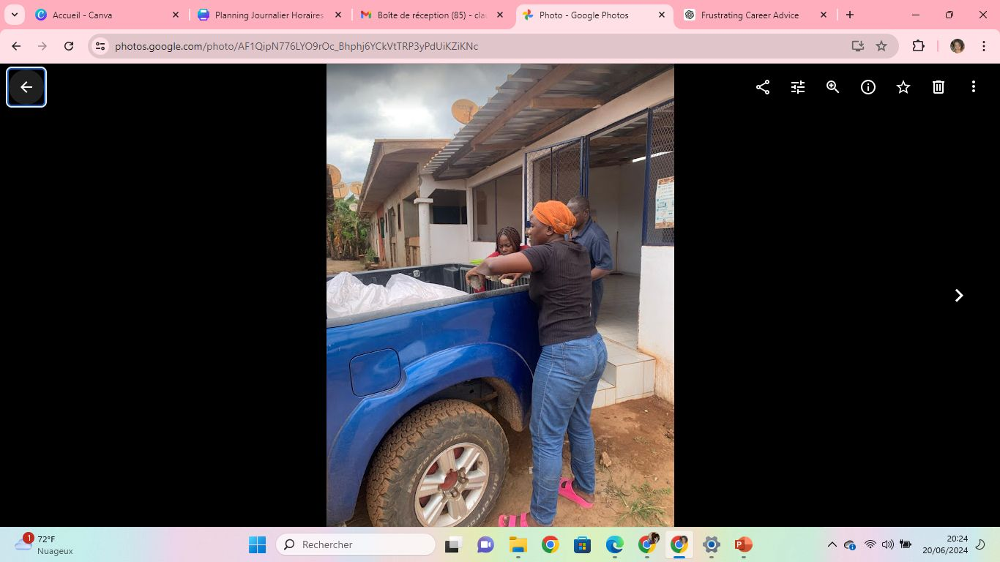 Accueil - Canva
Planning Journalier Horaires
Boîte de réception (85) - cla
Photo - Google Photos
Frustrating Career Advice
photos.google.com/photo/AF1QipN776LYO9rOc_Bhphj6YCkVtTRP3yPdUiKZiKNc
1
72°F
Nuageux
Rechercher
20:24
20/06/2024